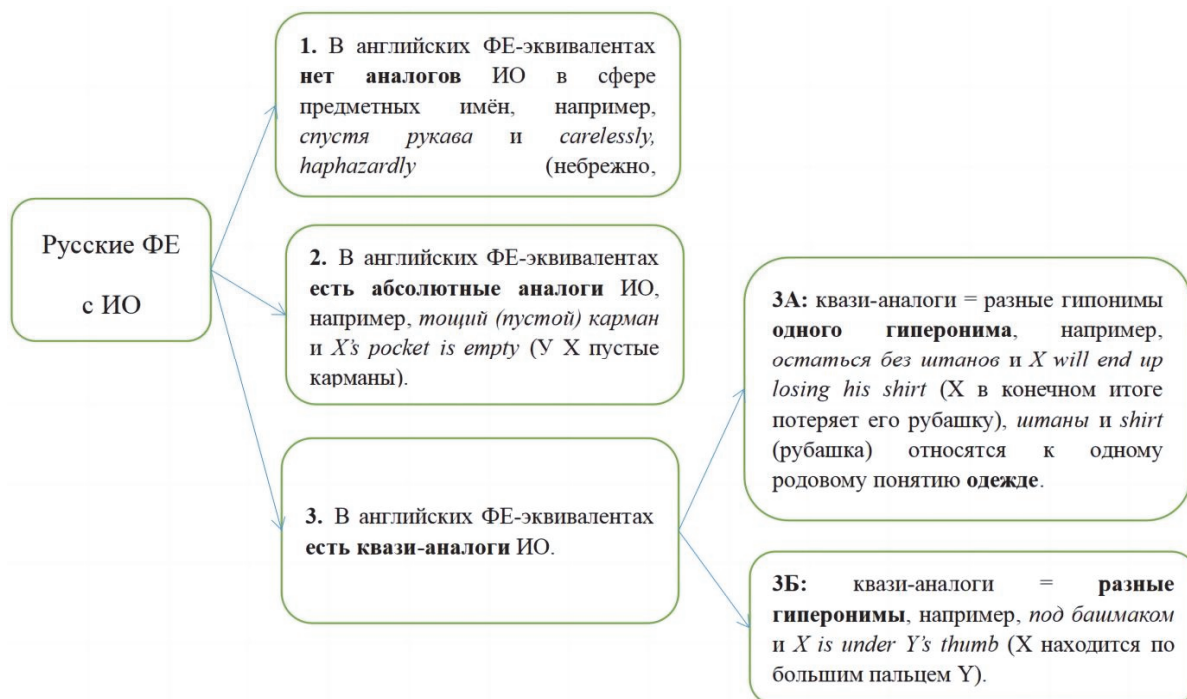 Русские ФЕ
с ИО
1. В английских ФЕ-эквивалентах
нет аналогов ИО в сфере
предметных имён, например,
спустя рукава и carelessly,
haphazardly (небрежно,
2. В английских ФЕ-эквивалентах
есть абсолютные аналоги ИО,
например, тощий (пустой) карман
и X's pocket is empty (У X пустые
карманы).
3. В английских ФЕ-эквивалентах
есть квази-аналоги ИО.
3А: квази-аналоги = разные гипонимы
одного гиперонима, например,
остаться без штанов и X will end up
losing his shirt (X в конечном итоге
потеряет его рубашку), штаны и shirt
(рубашка) относятся к одному
родовому понятию одежде.
3Б: квази-аналоги = разные
гиперонимы, например, под башмаком
и X is under Y's thumb (X находится по
большим пальцем Y).